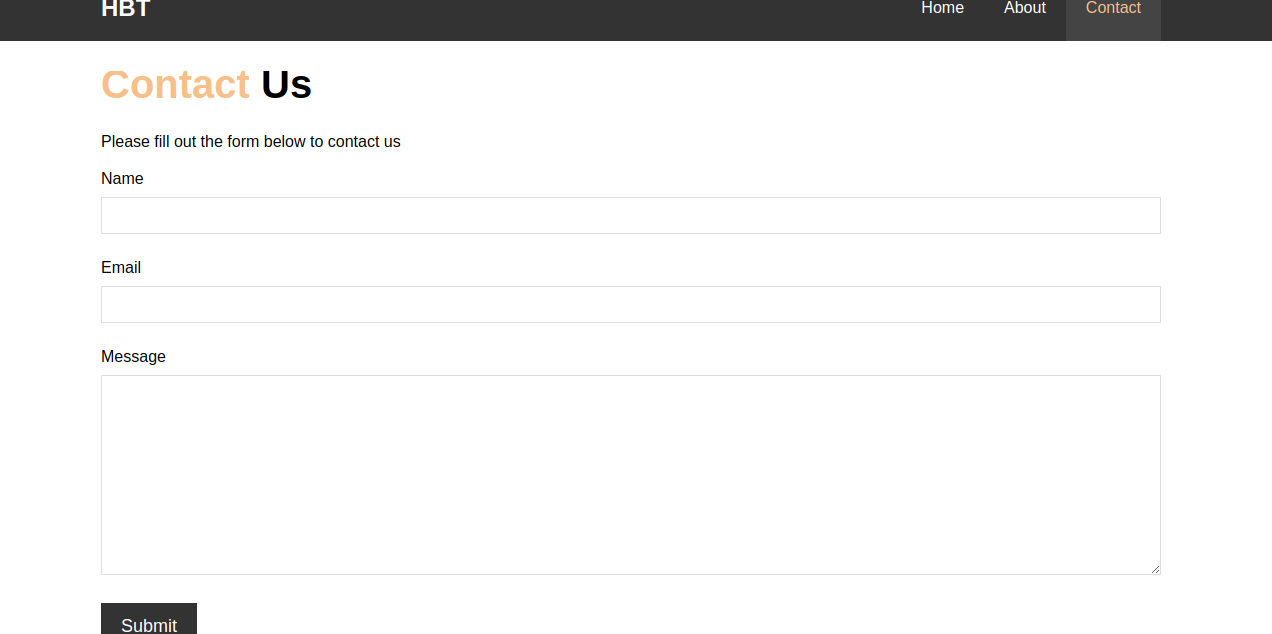 HBT Home About Contact
Contact Us
Please fill out the form below to contact us
Name
Email
Message
Submit